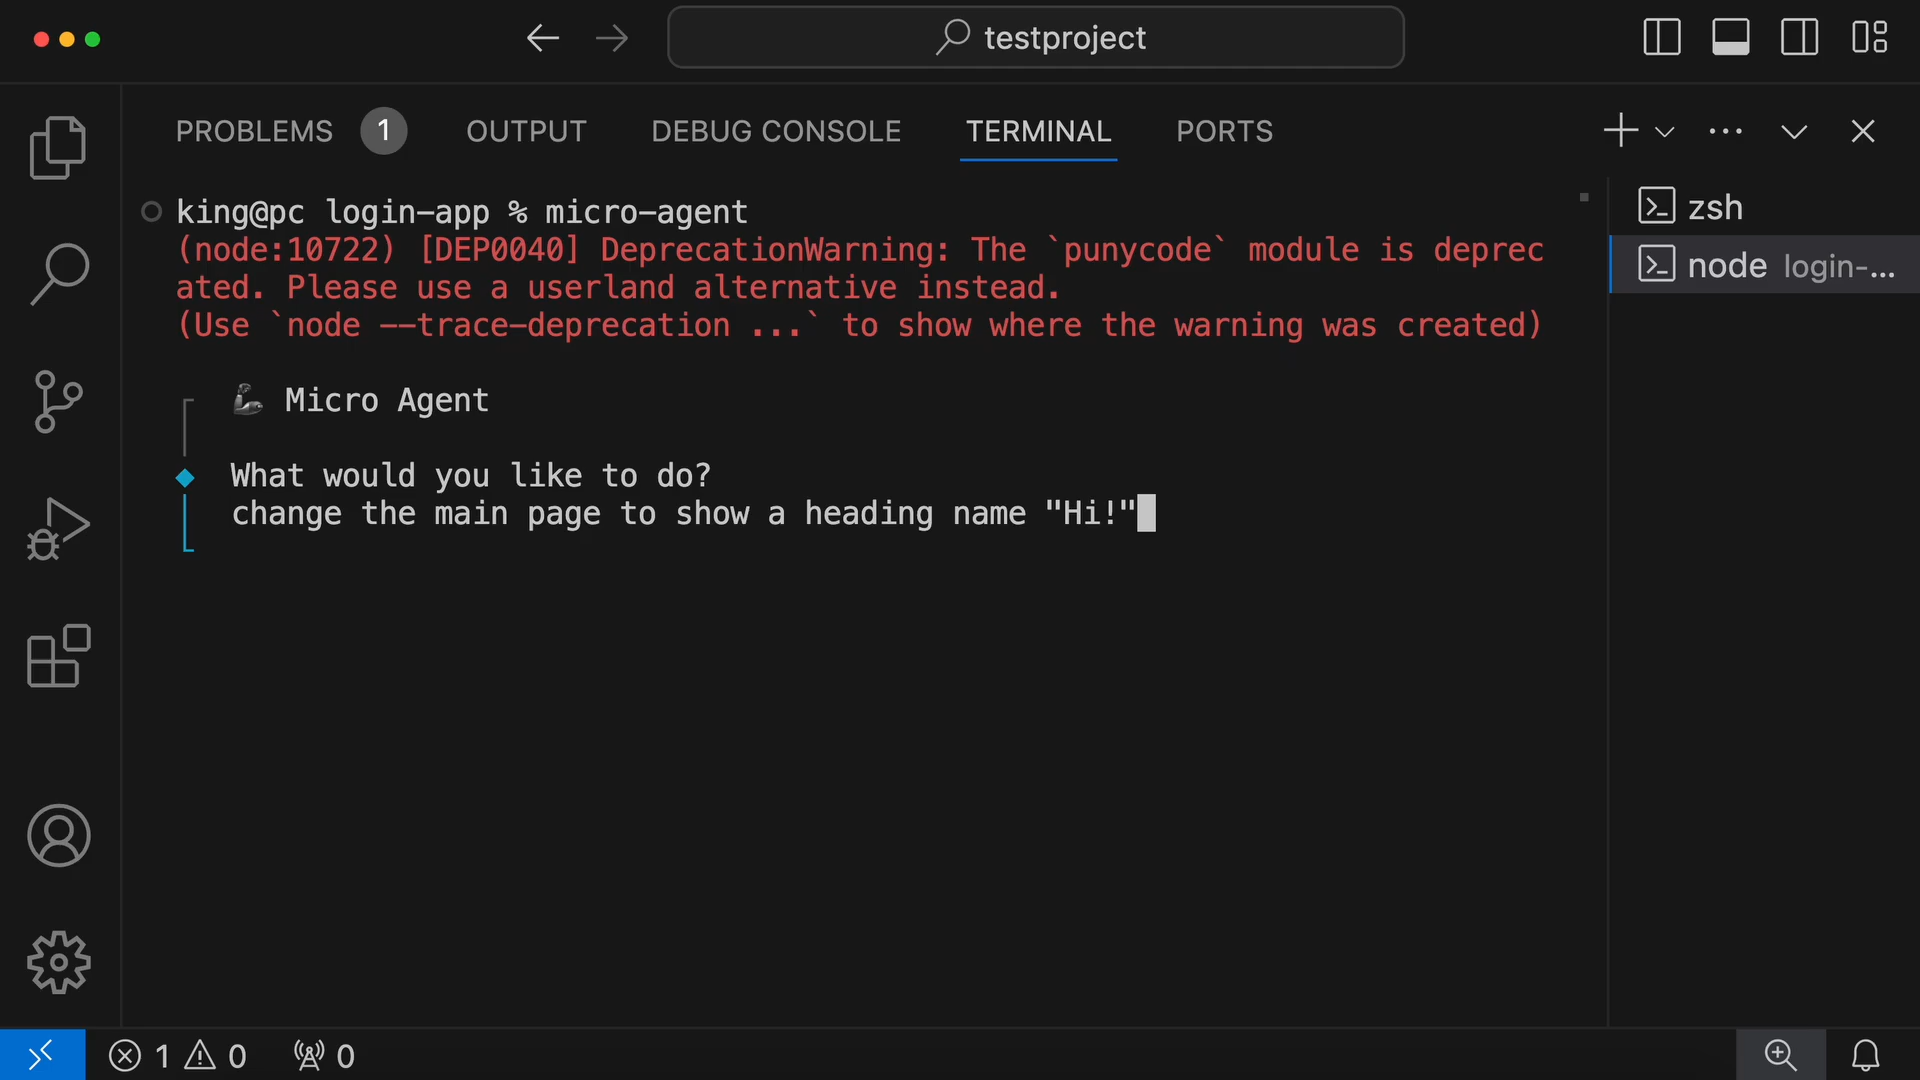 testproject
PROBLEMS 1 OUTPUT DEBUG CONSOLE TERMINAL PORTS
king@pc login-app % micro-agent
(node:10722) [DEP0040] DeprecationWarning: The `punycode` module is deprec
ated. Please use a userland alternative instead.
(Use `node --trace-deprecation ...` to show where the warning was created)
Micro Agent
What would you like to do?
change the main page to show a heading name "Hi!"
zsh
node login-...
1 0 0